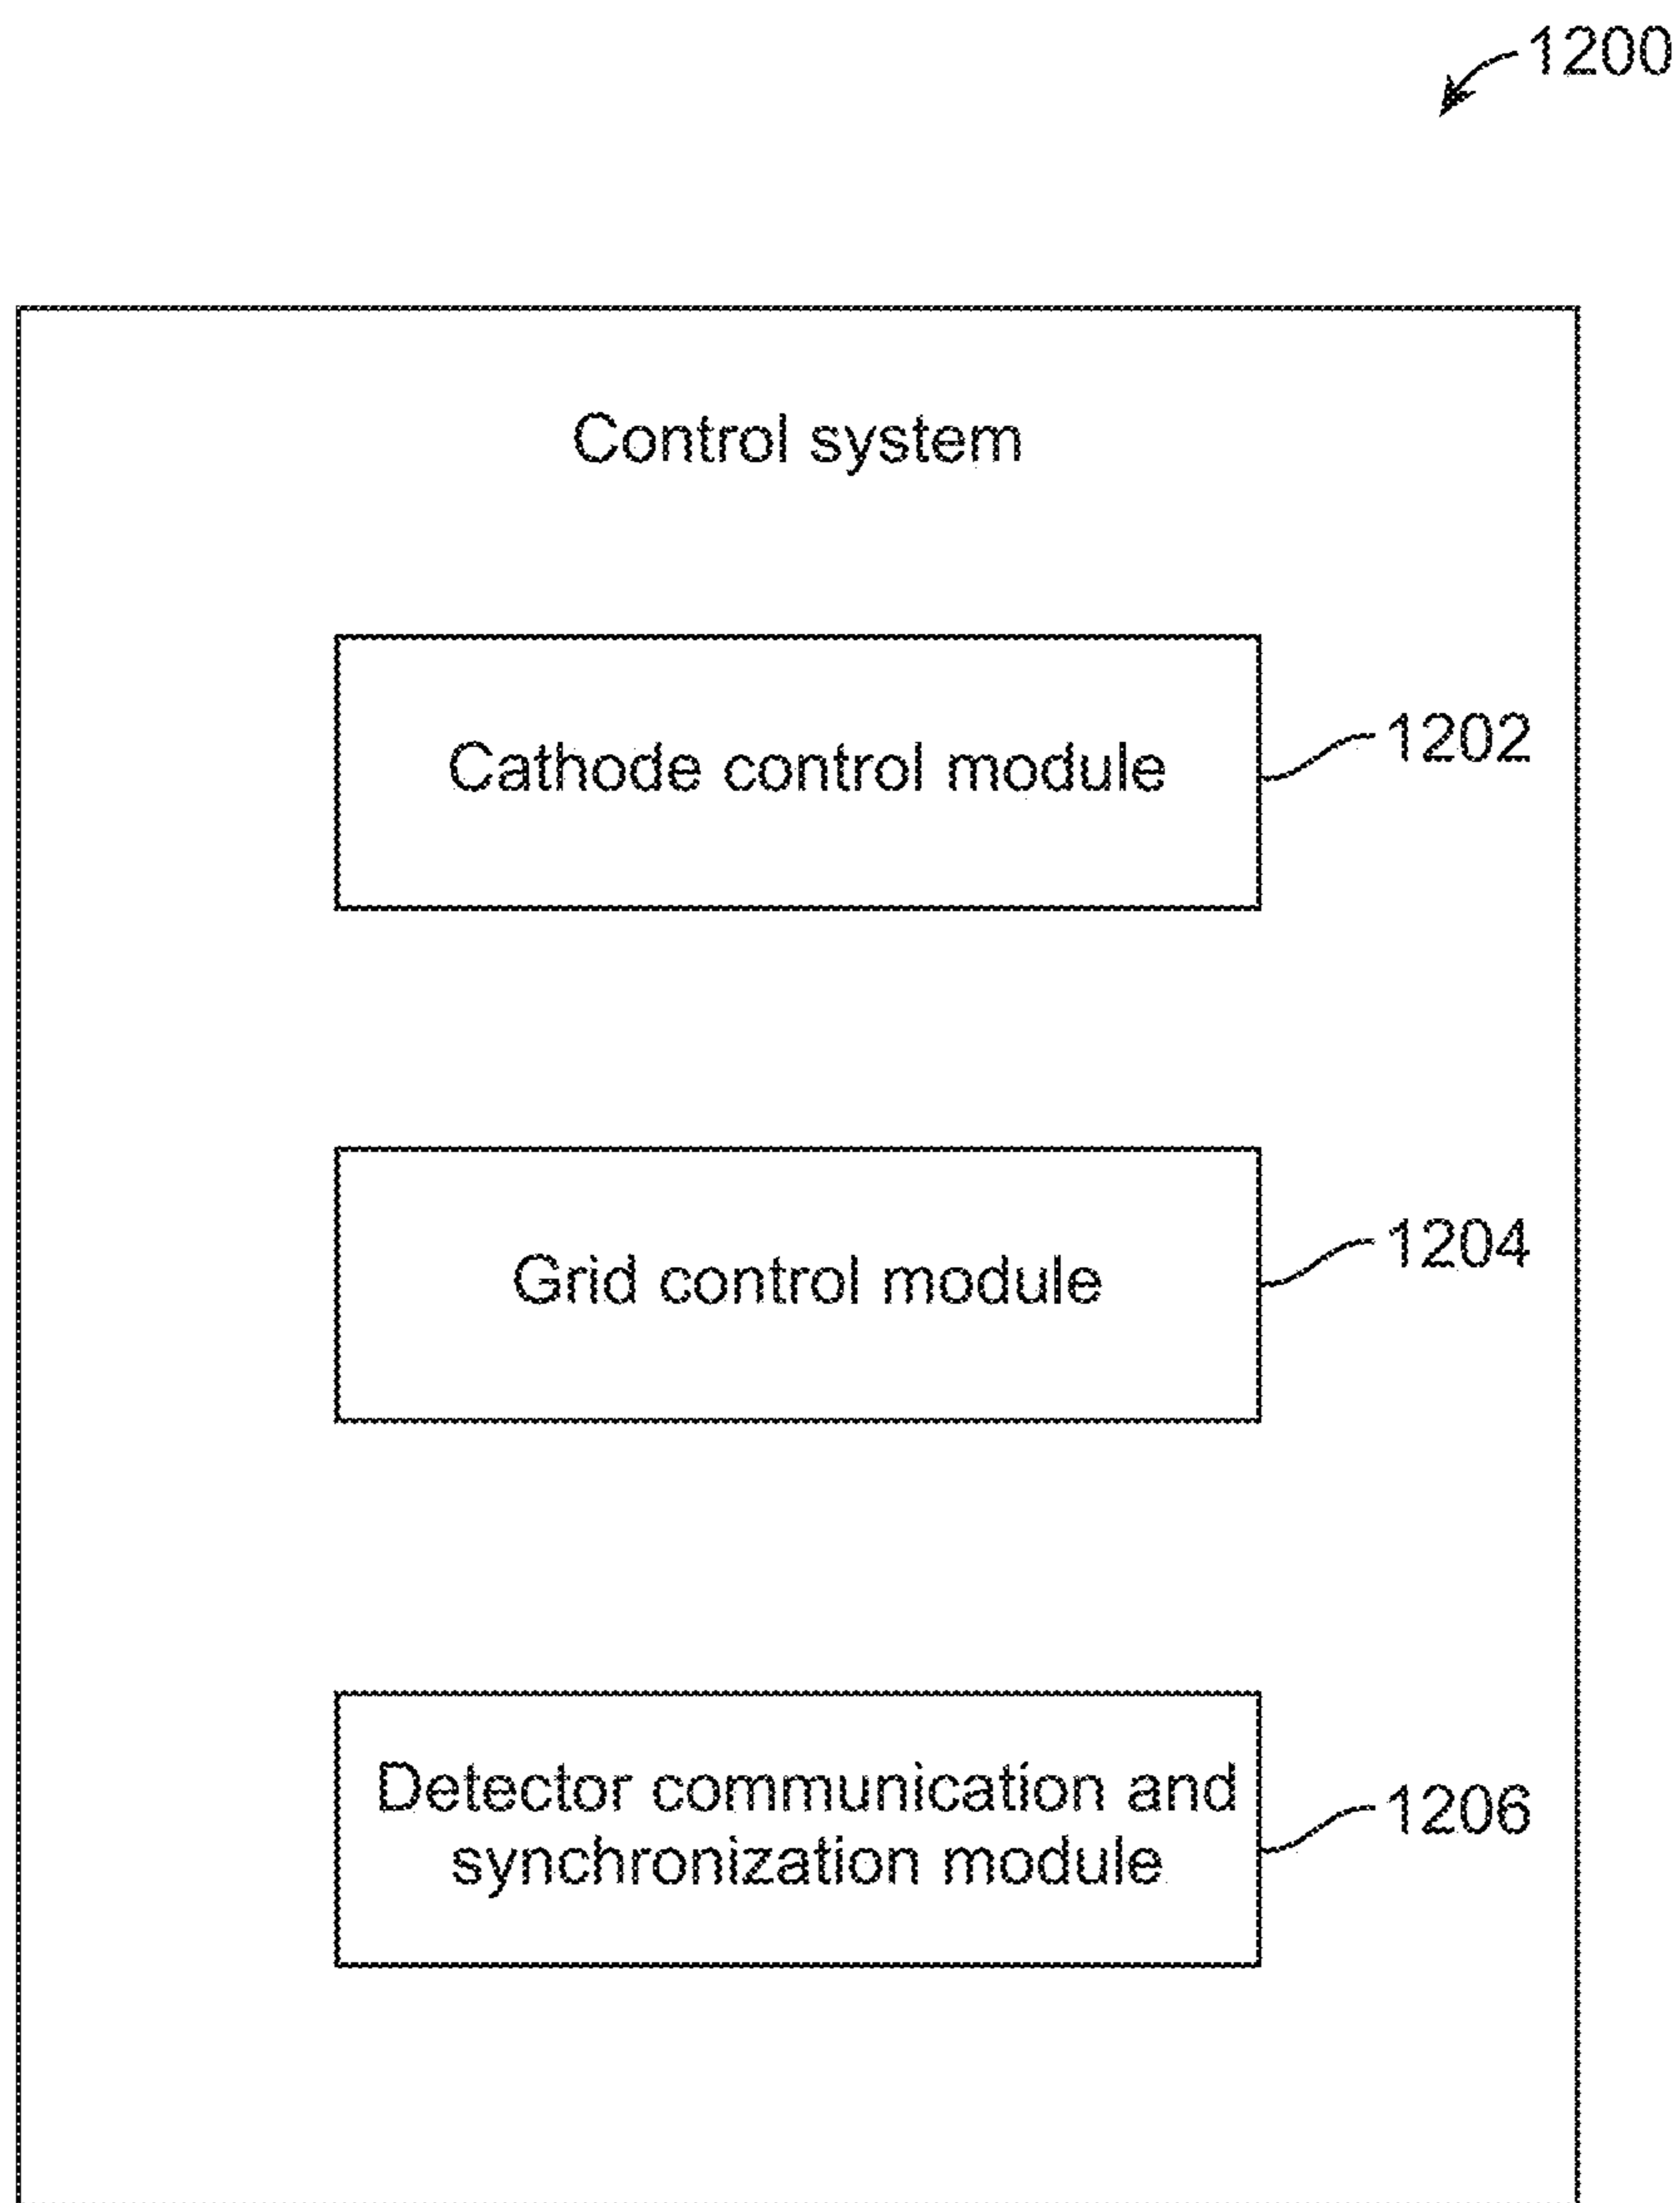 1200
Control system
Cathode control module
1202
Grid control module
1204
Detector communication and
synchronization module
1206